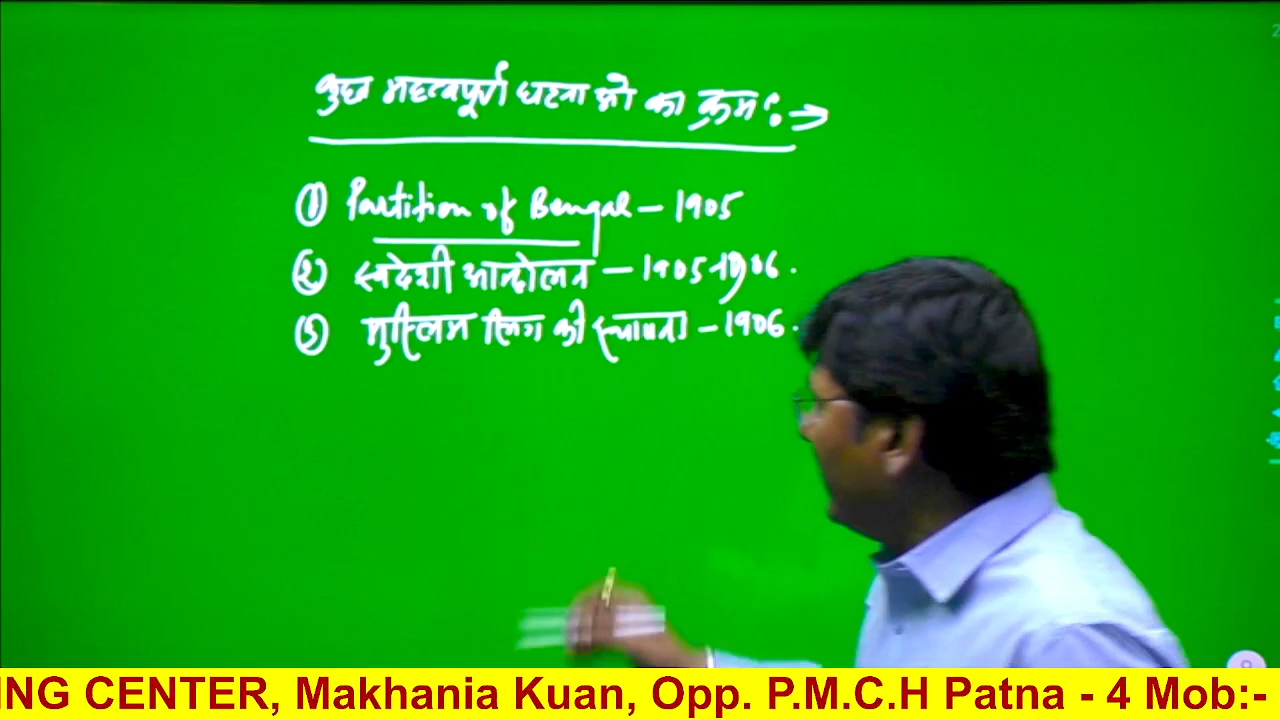 कुछ महत्वपूर्ण घटना ओ का क्रम :→
① Partition of Bengal – 1905
② स्वदेशी आन्दोलन – 1905-1906.
③ मुस्लिम लिग की स्थापना – 1906.
NG CENTER, Makhania Kuan, Opp. P.M.C.H Patna - 4 Mob:-